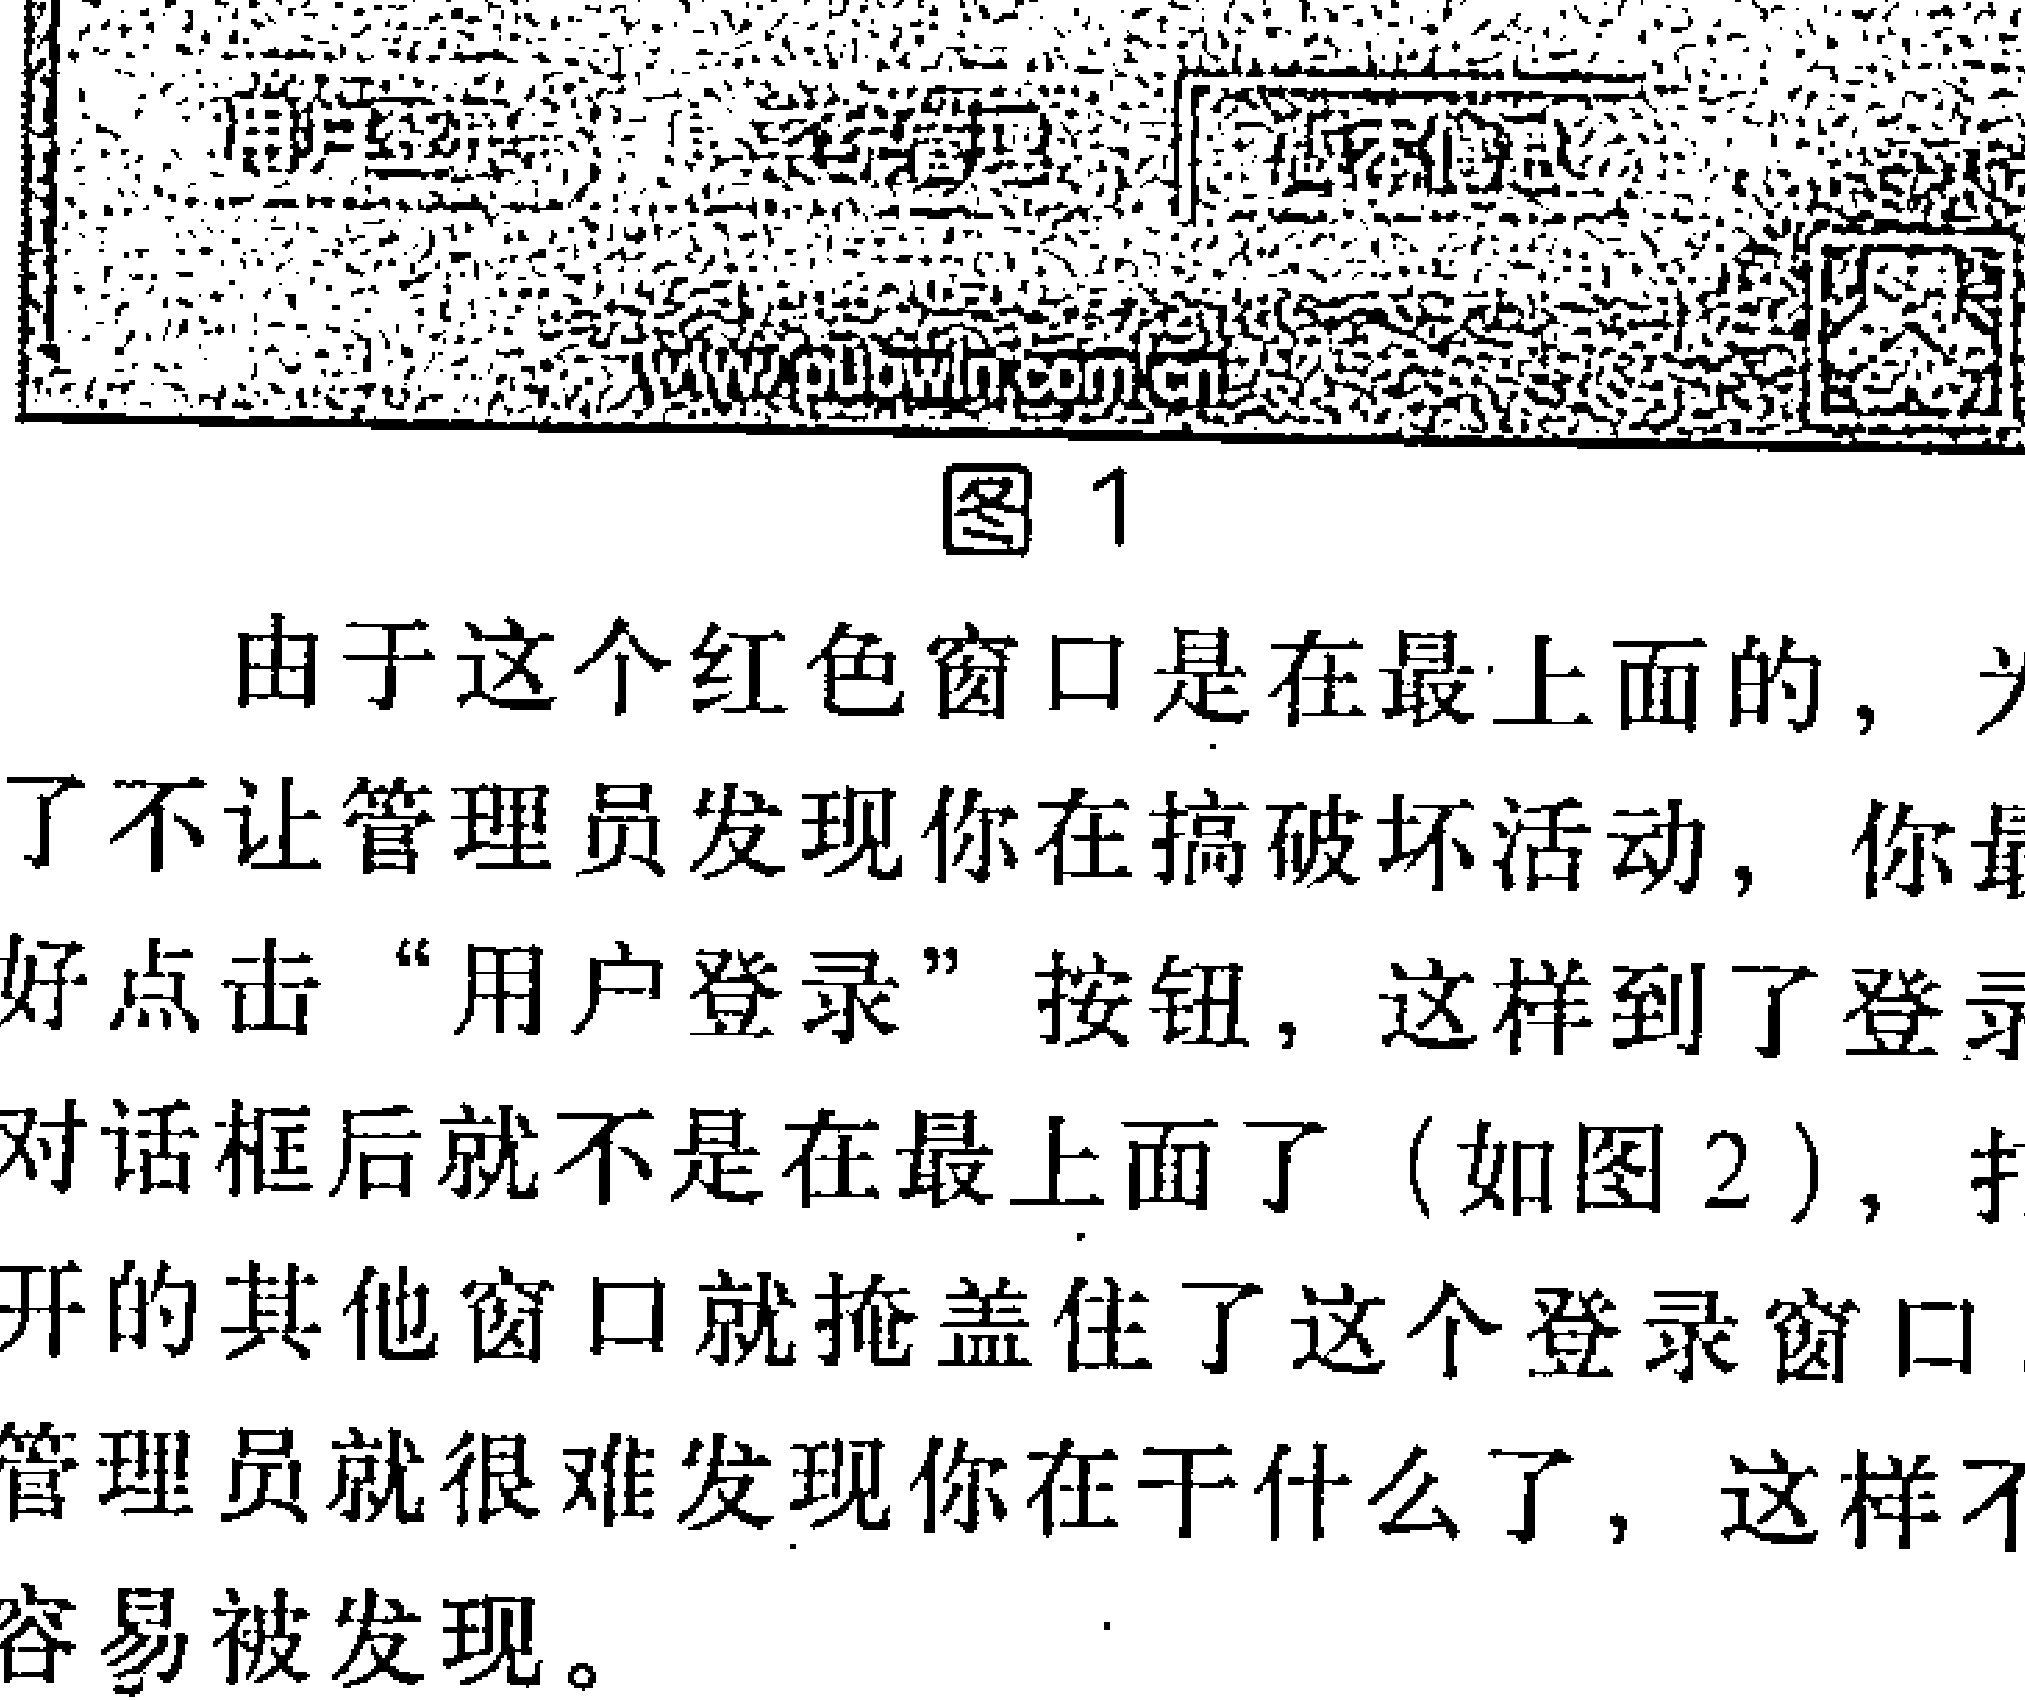 www.pubwin.com.cn
图 1
由于这个红色窗口是在最上面的，为
了不让管理员发现你在搞破坏活动，你最
好点击“用户登录”按钮，这样到了登录
对话框后就不是在最上面了（如图 2），打
开的其他窗口就掩盖住了这个登录窗口，
管理员就很难发现你在干什么了，这样不
容易被发现。